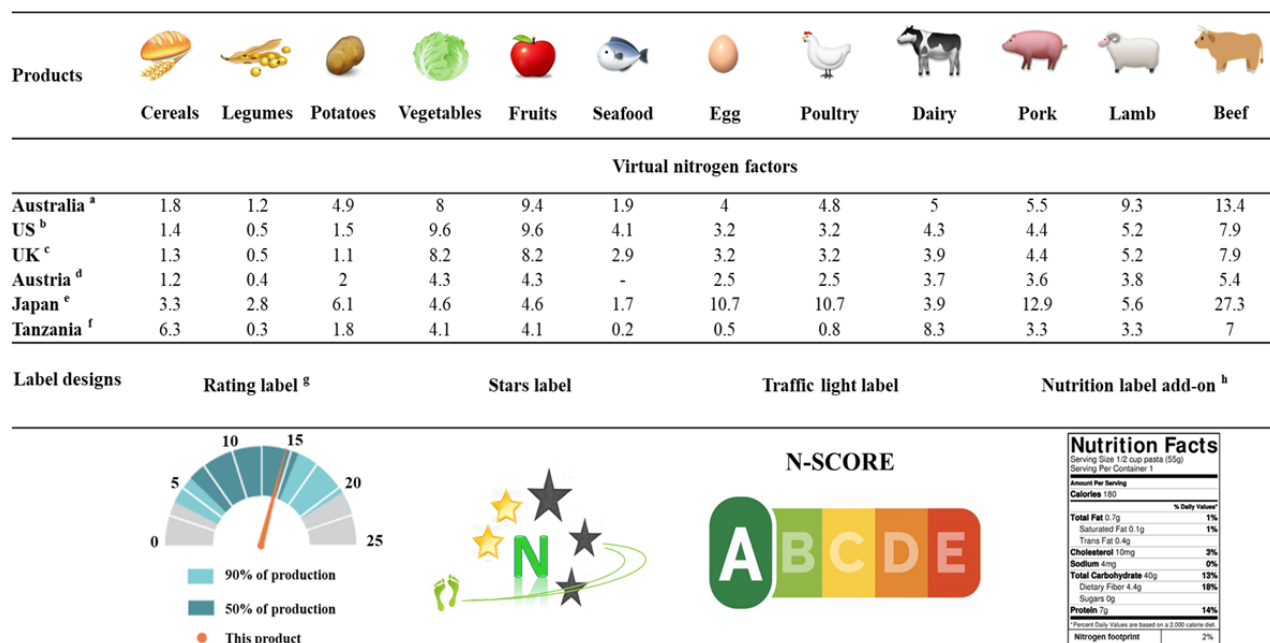 Products
Cereals Legumes Potatoes Vegetables Fruits Seafood Egg Poultry Dairy Pork Lamb Beef
Virtual nitrogen factors
Australia a 1.8 1.2 4.9 8 9.4 1.9 4 4.8 5 5.5 9.3 13.4
US b 1.4 0.5 1.5 9.6 9.6 4.1 3.2 3.2 4.3 4.4 5.2 7.9
UK c 1.3 0.5 1.1 8.2 8.2 2.9 3.2 3.2 3.9 4.4 5.2 7.9
Austria d 1.2 0.4 2 4.3 4.3 - 2.5 2.5 3.7 3.6 3.8 5.4
Japan e 3.3 2.8 6.1 4.6 4.6 1.7 10.7 10.7 3.9 12.9 5.6 27.3
Tanzania f 6.3 0.3 1.8 4.1 4.1 0.2 0.5 0.8 8.3 3.3 3.3 7
Label designs Rating label g Stars label Traffic light label Nutrition label add-on h
0 5 10 15 20 25
90% of production
50% of production
This product
N
N-SCORE
A B C D E
Nutrition Facts
Serving Size 1/2 cup pasta (55g)
Serving Per Container 1
Amount Per Serving
Calories 180
% Daily Values*
Total Fat 0.7g 1%
Saturated Fat 0.1g 1%
Trans Fat 0.4g
Cholesterol 10mg 3%
Sodium 4mg 0%
Total Carbohydrate 40g 13%
Dietary Fiber 4.4g 18%
Sugars 0g
Protein 7g 14%
*Percent Daily Values are based on a 2,000 calorie diet.
Nitrogen footprint 2%